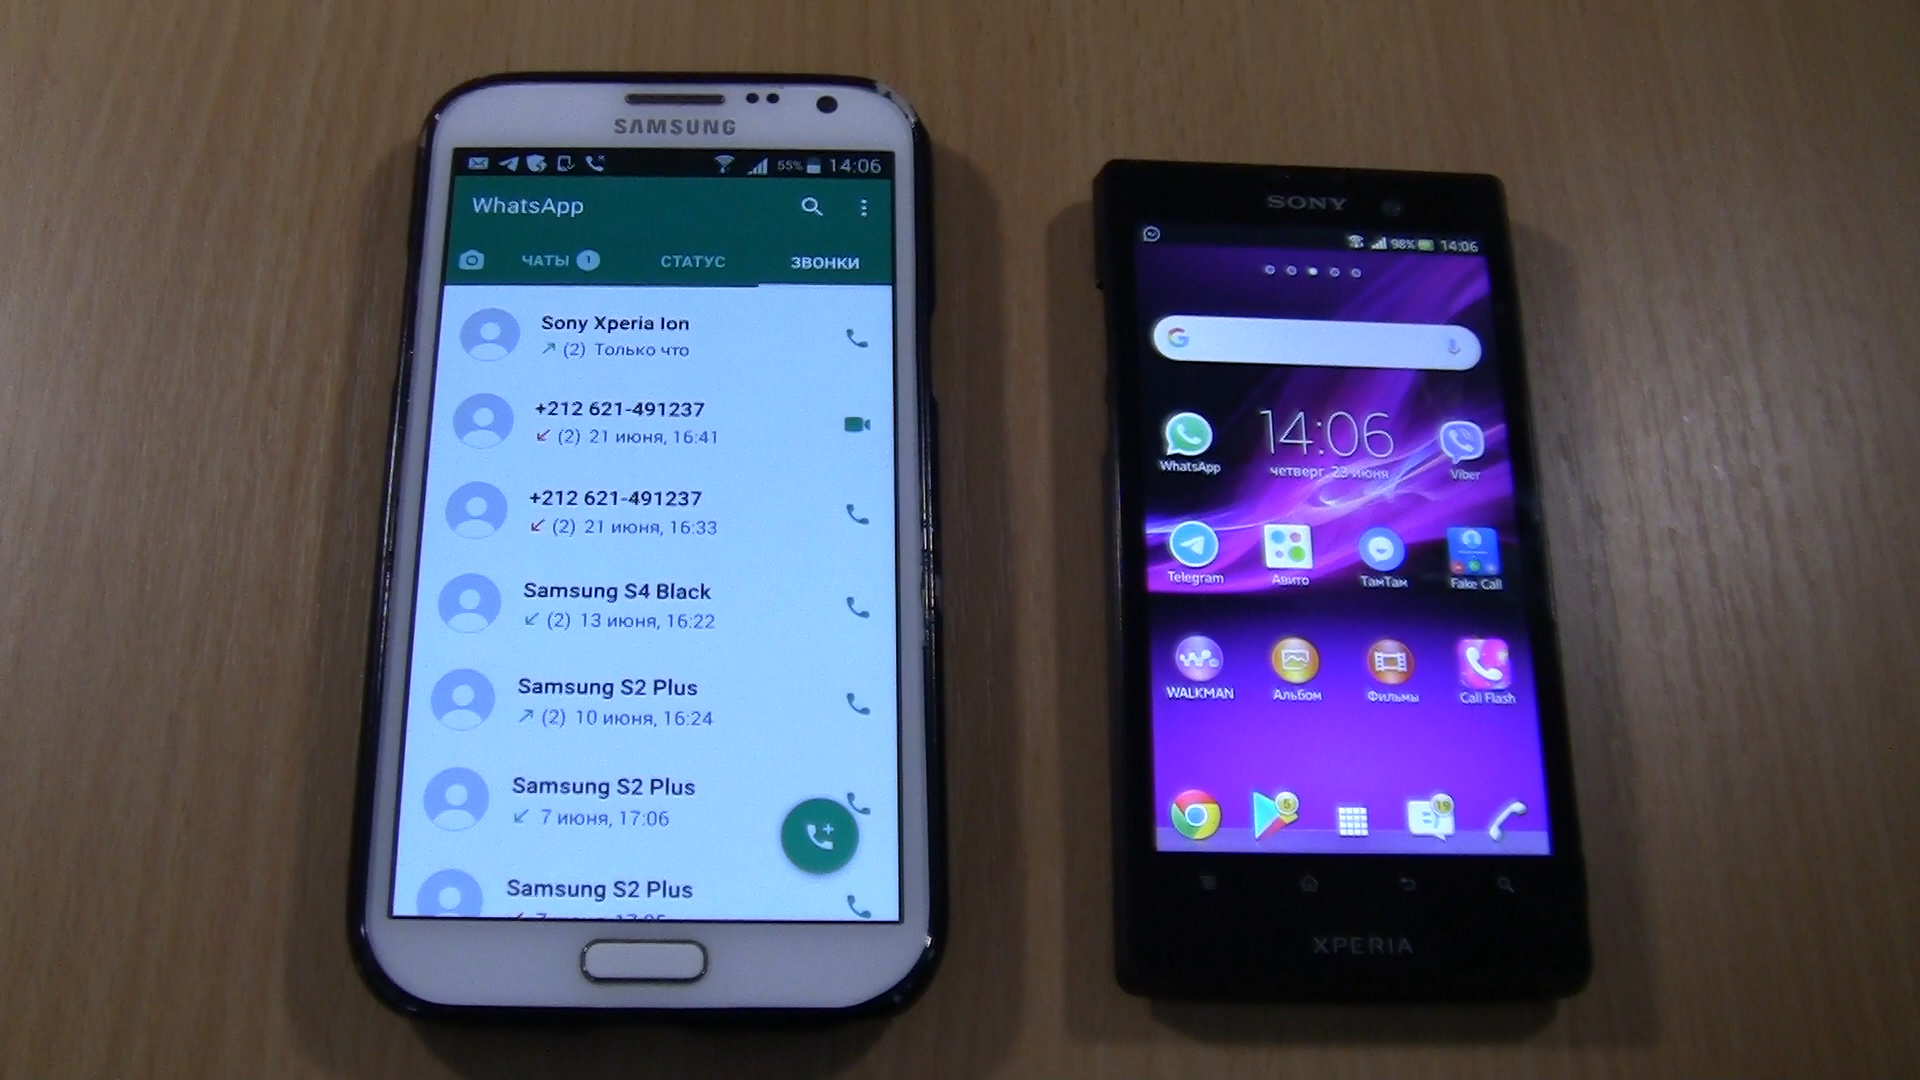 SAMSUNG
55% 14:06
WhatsApp
ЧАТЫ 1 СТАТУС ЗВОНКИ
Sony Xperia Ion
(2) Только что
+212 621-491237
(2) 21 июня, 16:41
+212 621-491237
(2) 21 июня, 16:33
Samsung S4 Black
(2) 13 июня, 16:22
Samsung S2 Plus
(2) 10 июня, 16:24
Samsung S2 Plus
7 июня, 17:06
Samsung S2 Plus
SONY
98% 14:06
14:06
четверг, 23 июня
WhatsApp Viber
Telegram Авито ТамТам Fake Call
WALKMAN Альбом Фильмы Call Flash
5 19
XPERIA